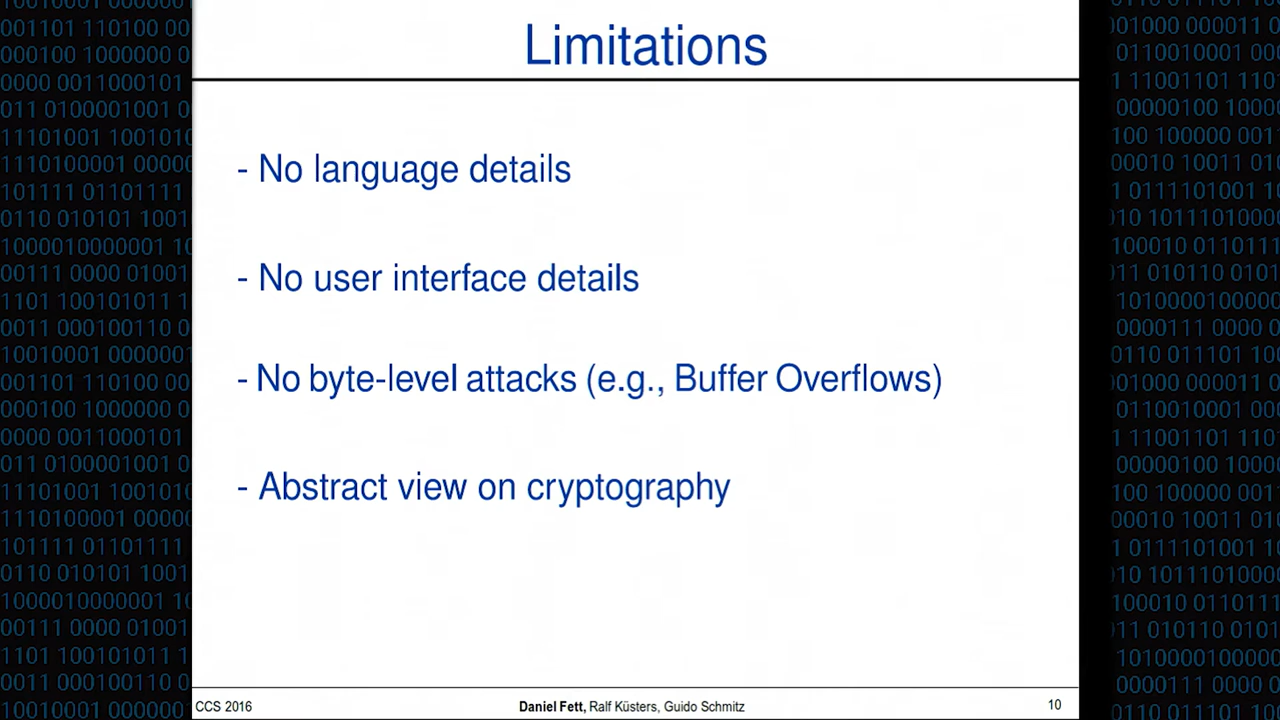 Limitations
- No language details
- No user interface details
- No byte-level attacks (e.g., Buffer Overflows)
- Abstract view on cryptography
CCS 2016
Daniel Fett, Ralf Küsters, Guido Schmitz
10